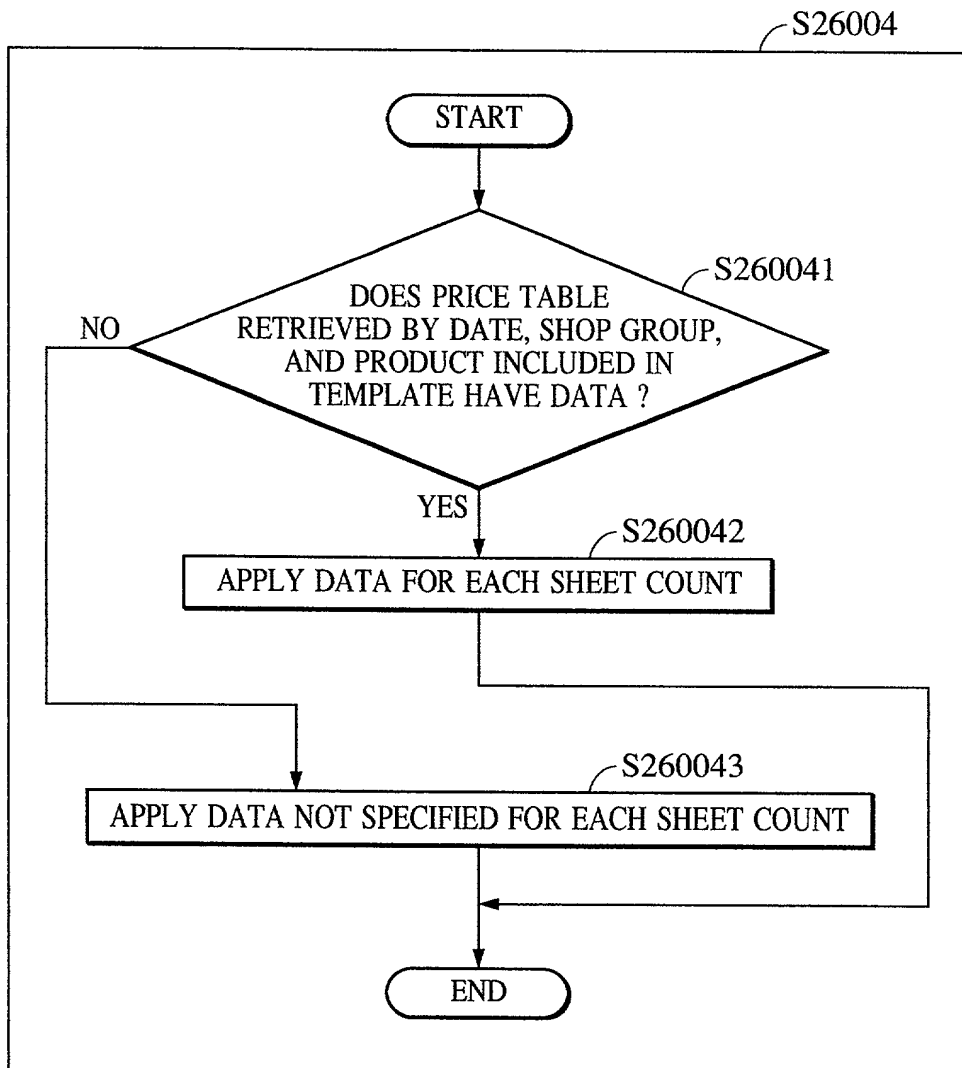 S26004
START
S260041
DOES PRICE TABLE
RETRIEVED BY DATE, SHOP GROUP,
AND PRODUCT INCLUDED IN
TEMPLATE HAVE DATA ?
NO
YES
S260042
APPLY DATA FOR EACH SHEET COUNT
S260043
APPLY DATA NOT SPECIFIED FOR EACH SHEET COUNT
END